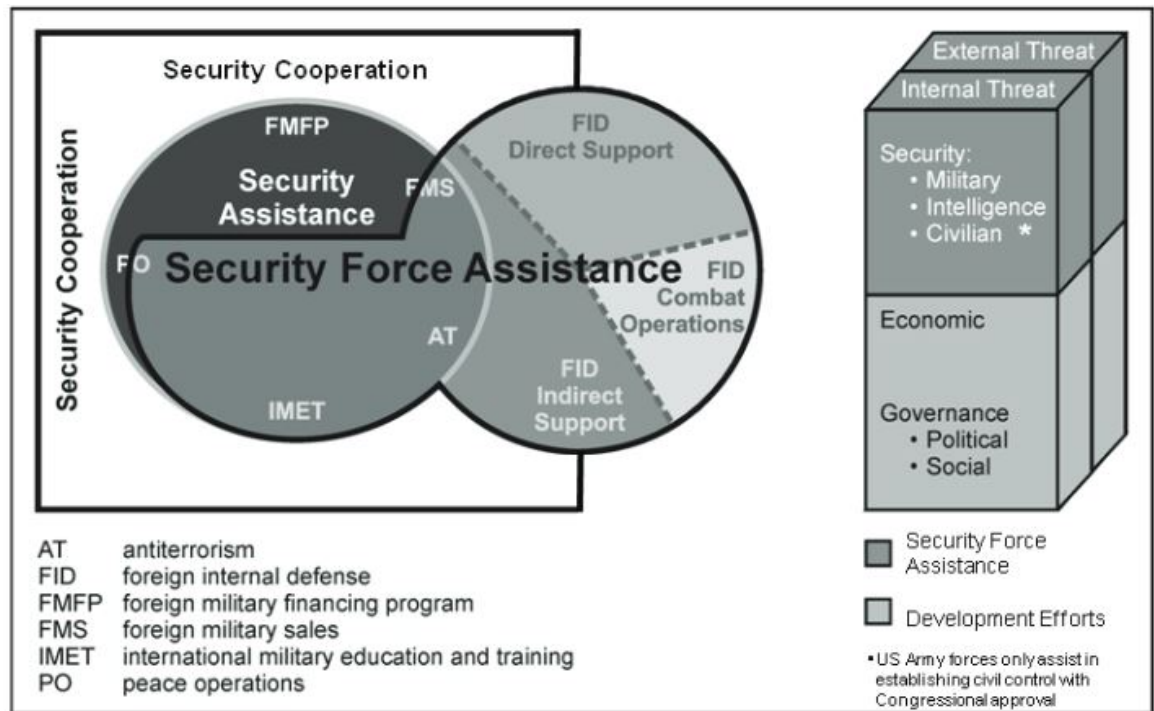 Security Cooperation
Security Cooperation
FMFP
Security
Assistance
FMS
PO
Security Force Assistance
AT
IMET
FID
Direct Support
FID
Combat
Operations
FID
Indirect
Support
External Threat
Internal Threat
Security:
• Military
• Intelligence
• Civilian *
Economic
Governance
• Political
• Social
Security Force
Assistance
Development Efforts
•US Army forces only assist in
establishing civil control with
Congressional approval
AT antiterrorism
FID foreign internal defense
FMFP foreign military financing program
FMS foreign military sales
IMET international military education and training
PO peace operations